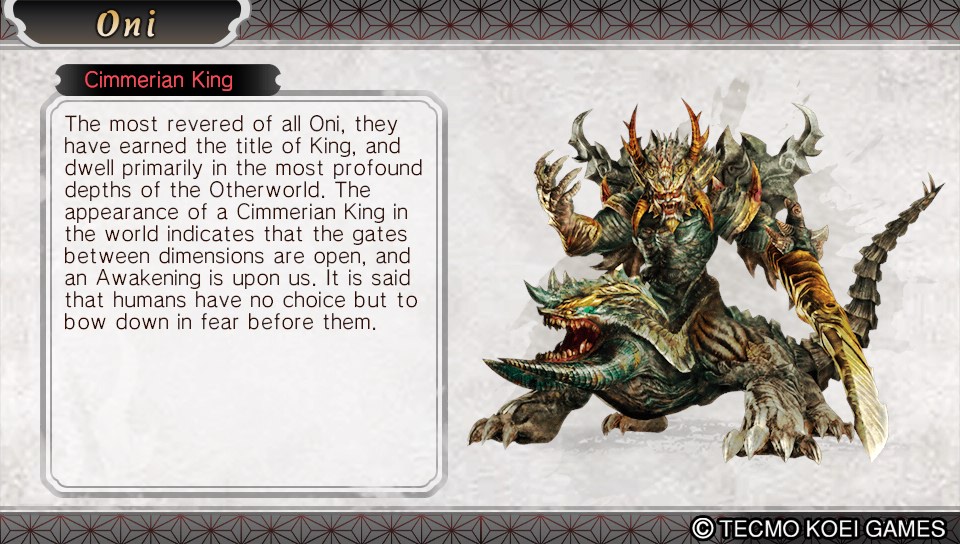 Oni
Cimmerian King
The most revered of all Oni, they
have earned the title of King, and
dwell primarily in the most profound
depths of the Otherworld. The
appearance of a Cimmerian King in
the world indicates that the gates
between dimensions are open, and
an Awakening is upon us. It is said
that humans have no choice but to
bow down in fear before them.
© TECMO KOEI GAMES